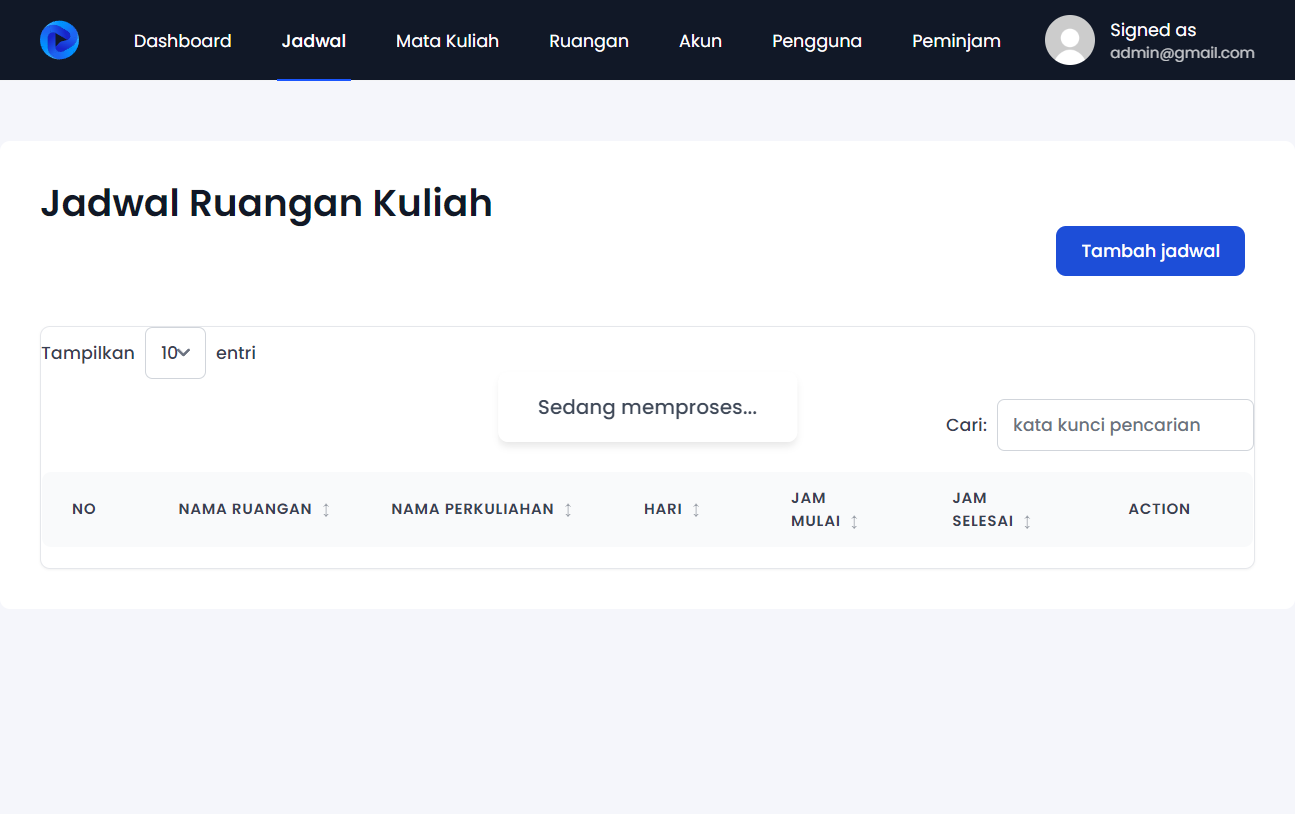 Dashboard Jadwal Mata Kuliah Ruangan Akun Pengguna Peminjam
Signed as
admin@gmail.com
Jadwal Ruangan Kuliah
Tambah jadwal
Tampilkan 10 entri
Sedang memproses...
Cari: kata kunci pencarian
NO NAMA RUANGAN NAMA PERKULIAHAN HARI JAM MULAI JAM SELESAI ACTION